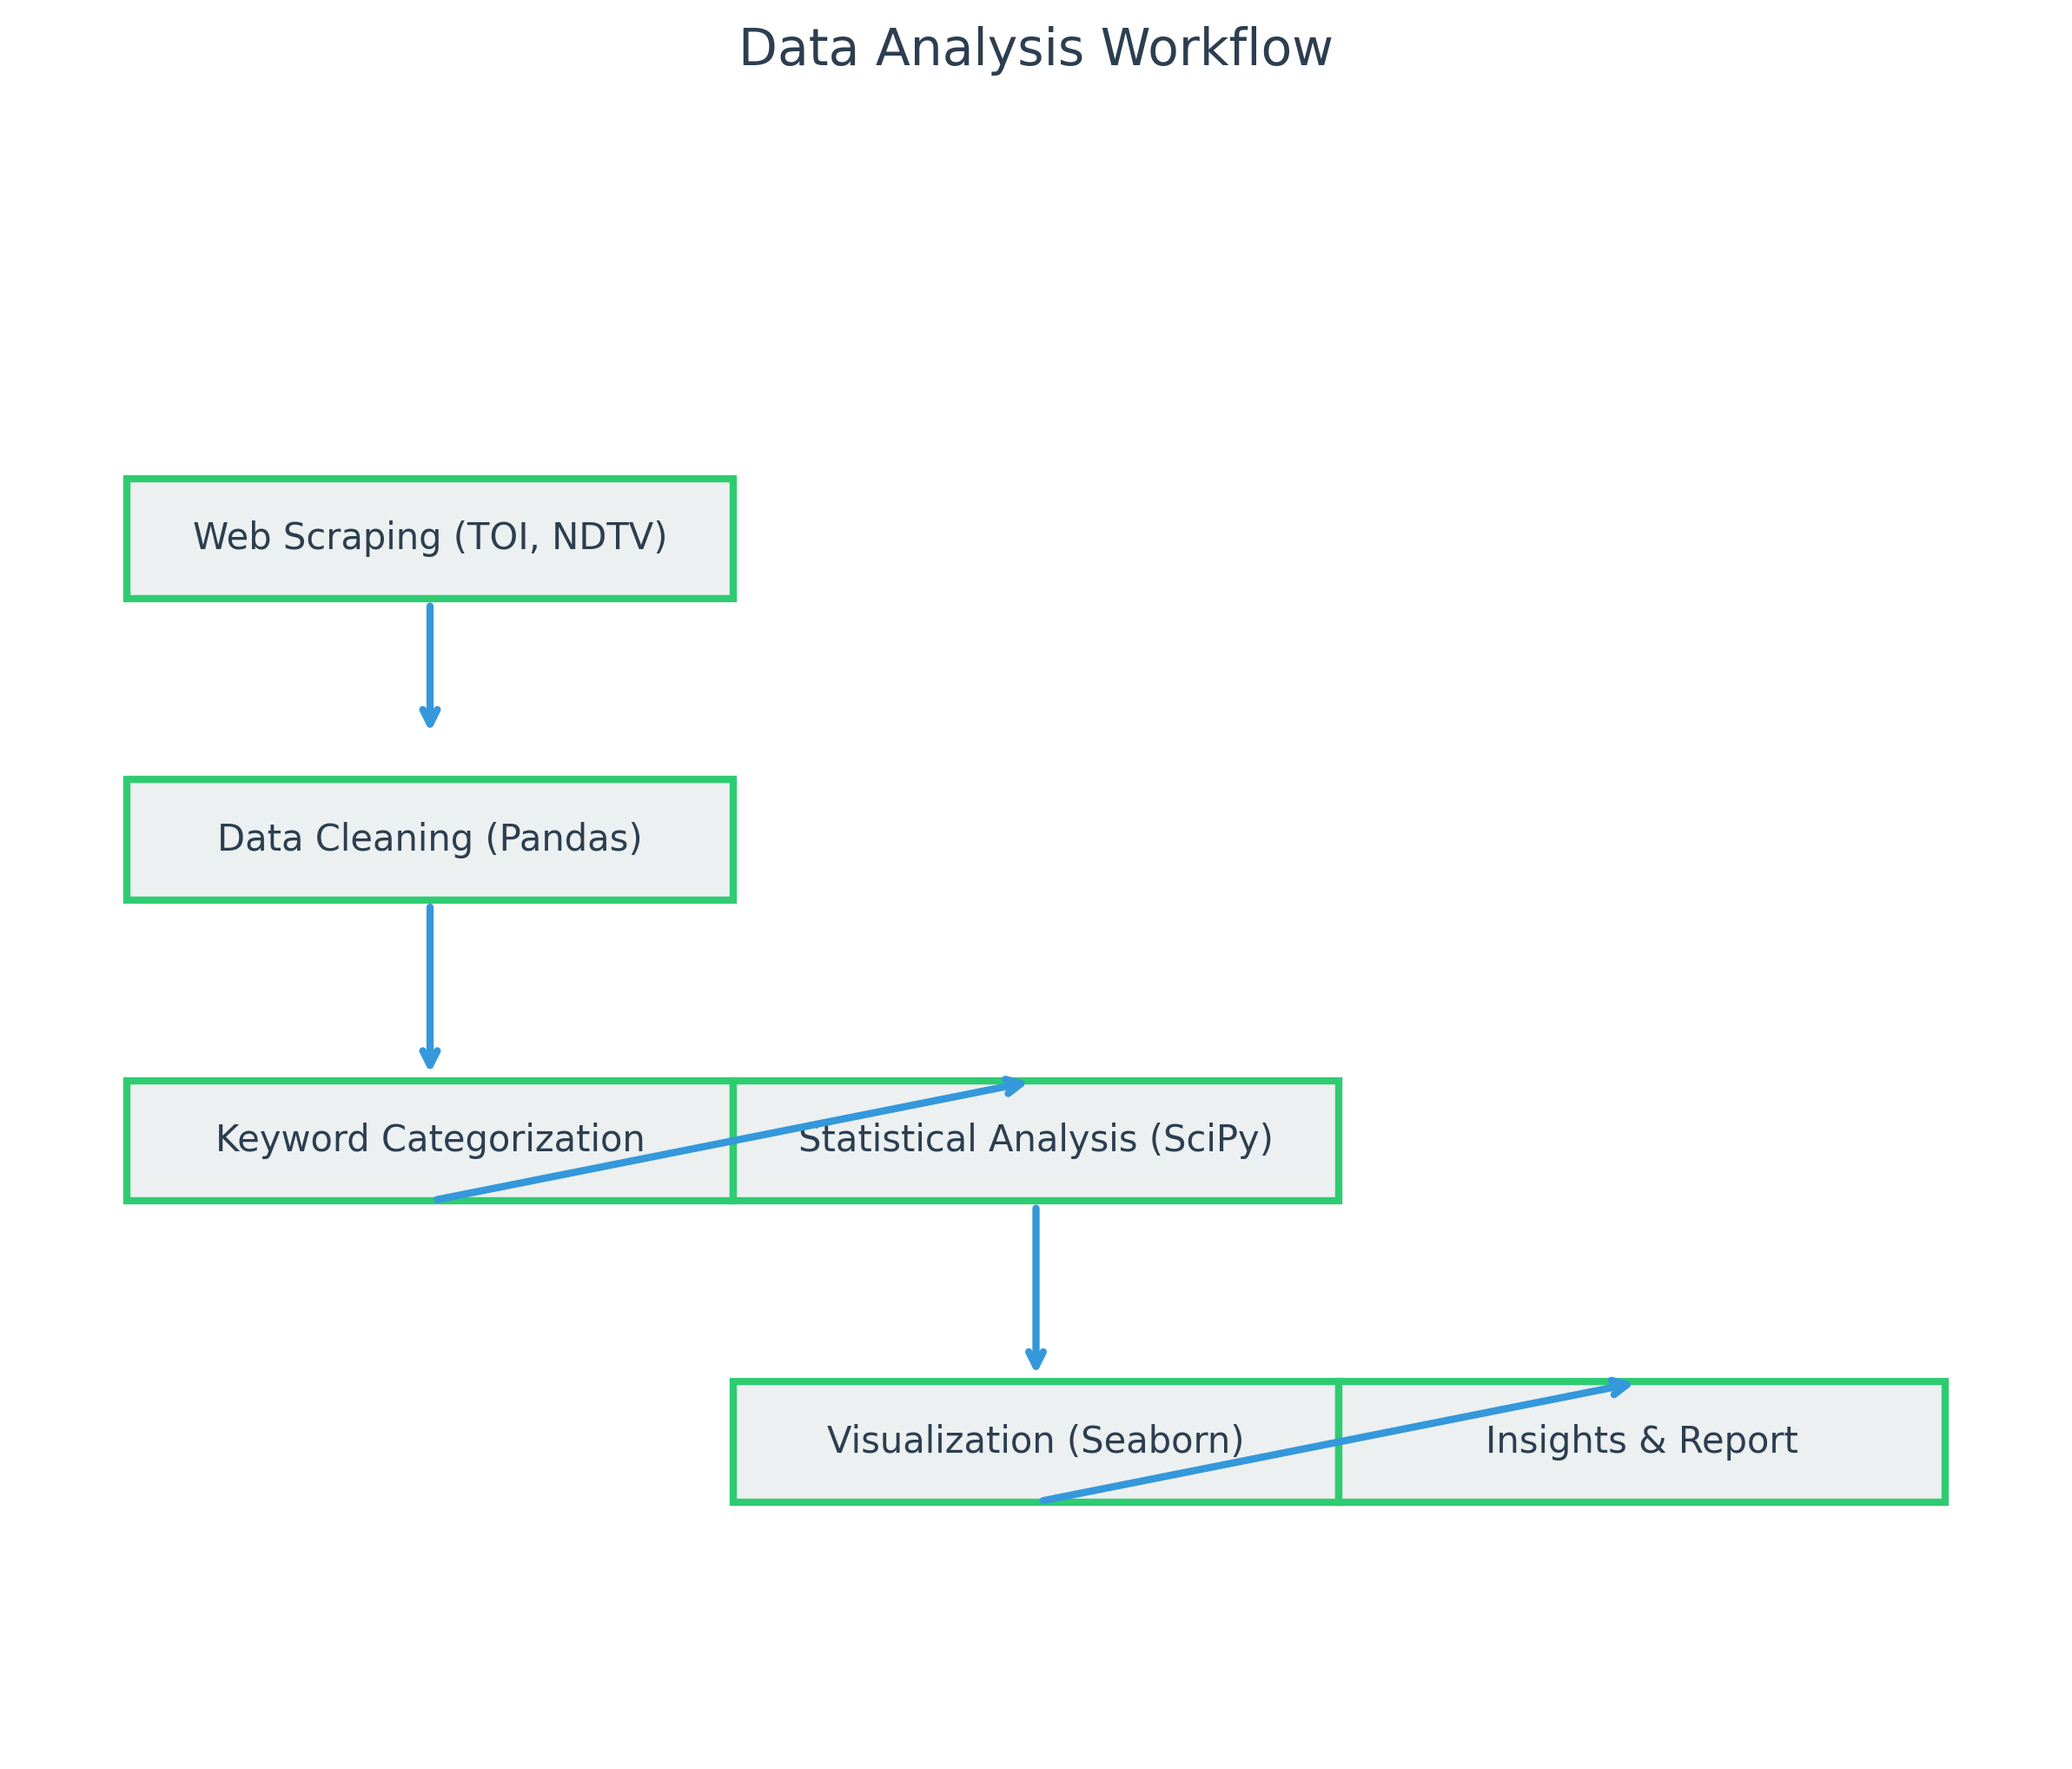 Data Analysis Workflow
Web Scraping (TOI, NDTV)
Data Cleaning (Pandas)
Keyword Categorization
Statistical Analysis (SciPy)
Visualization (Seaborn)
Insights & Report